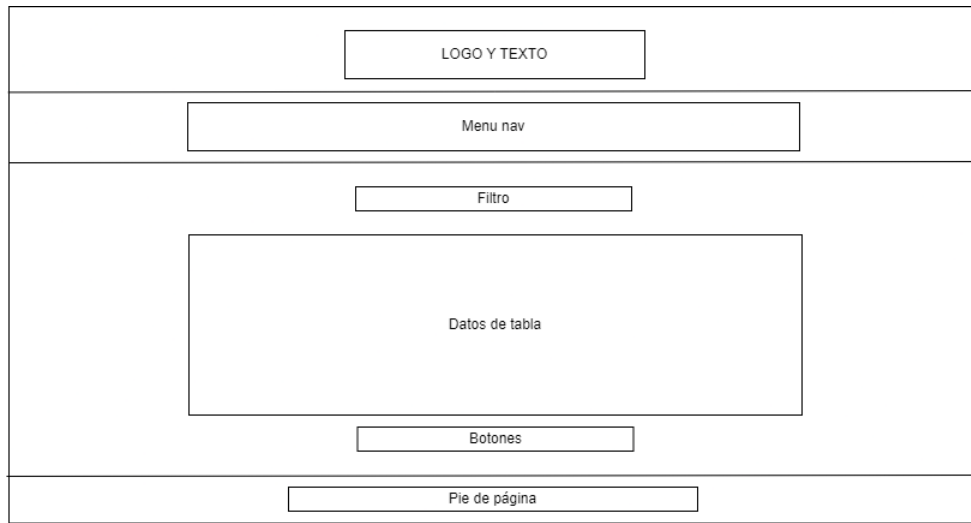 LOGO Y TEXTO
Menu nav
Filtro
Datos de tabla
Botones
Pie de página